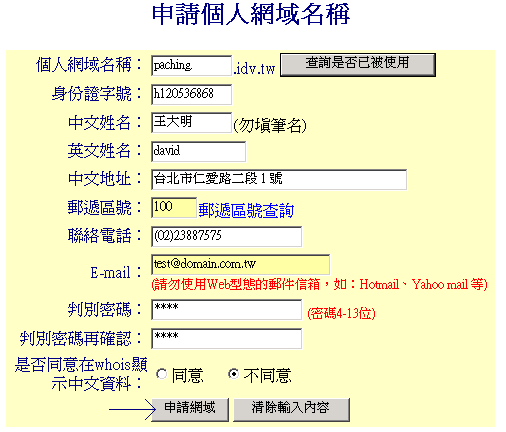 申請個人網域名稱
個人網域名稱： paching .idv.tw 查詢是否已被使用
身份證字號： h120536868
中文姓名： 王大明 (勿填筆名)
英文姓名： david
中文地址： 台北市仁愛路二段1號
郵遞區號： 100 郵遞區號查詢
聯絡電話： (02)23887575
E-mail： test@domain.com.tw
(請勿使用Web型態的郵件信箱，如：Hotmail、Yahoo mail 等)
判別密碼： **** (密碼4-13位)
判別密碼再確認： ****
是否同意在whois顯
示中文資料： 同意 不同意
申請網域 清除輸入內容